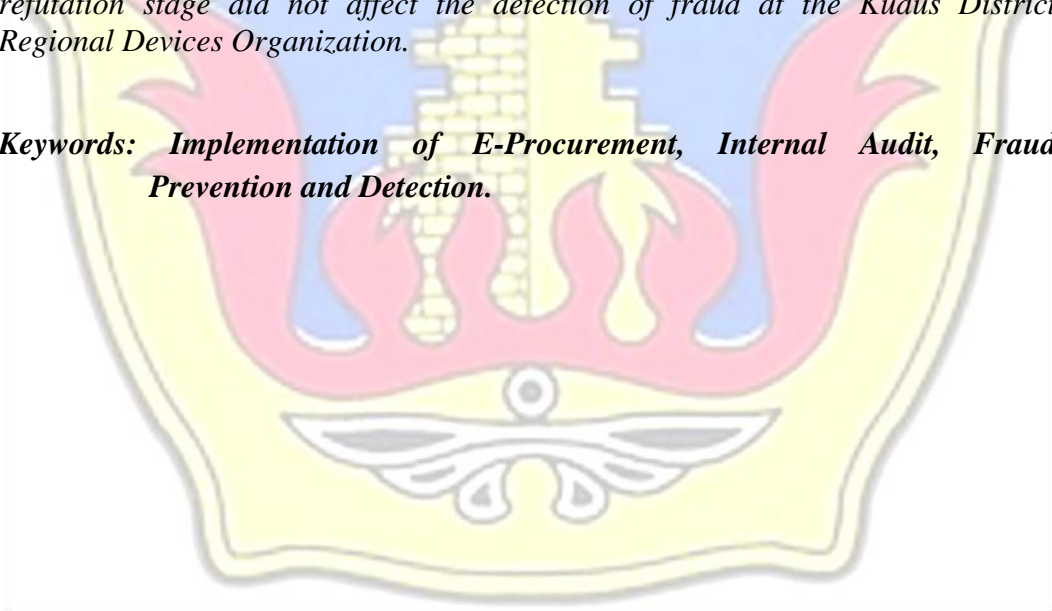 refutation stage did not affect the detection of fraud at the Kudus District
Regional Devices Organization.
Keywords: Implementation of E-Procurement, Internal Audit, Fraud
Prevention and Detection.